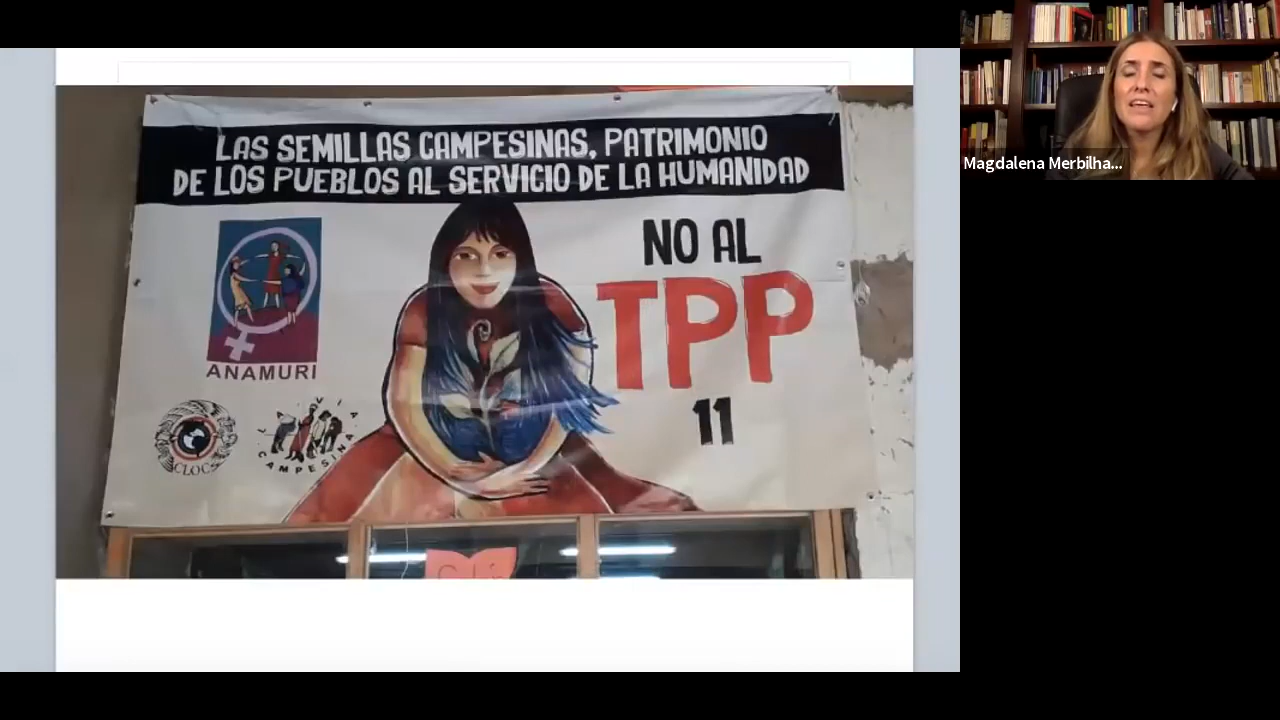 LAS SEMILLAS CAMPESINAS, PATRIMONIO
DE LOS PUEBLOS AL SERVICIO DE LA HUMANIDAD
NO AL
TPP
11
ANAMURI
CLOC
VIA
CAMPESINA
Magdalena Merbilha...